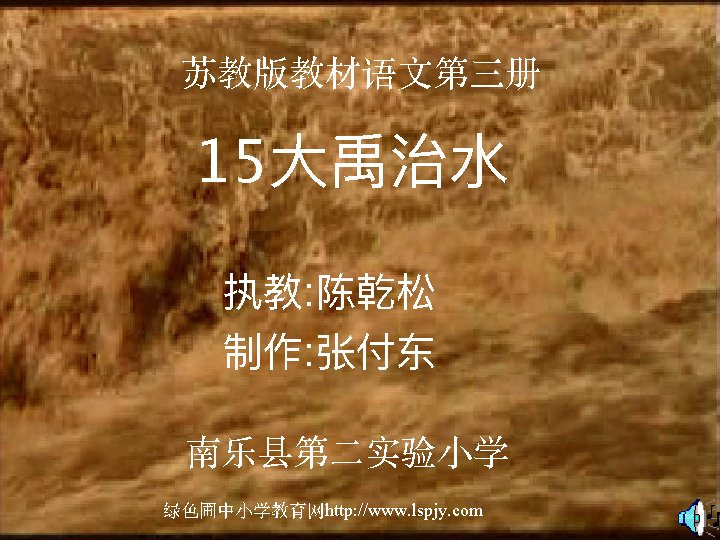 苏教版教材语文第三册
15大禹治水
执教:陈乾松
制作:张付东
南乐县第二实验小学
绿色圃中小学教育网http://www.lspjy.com